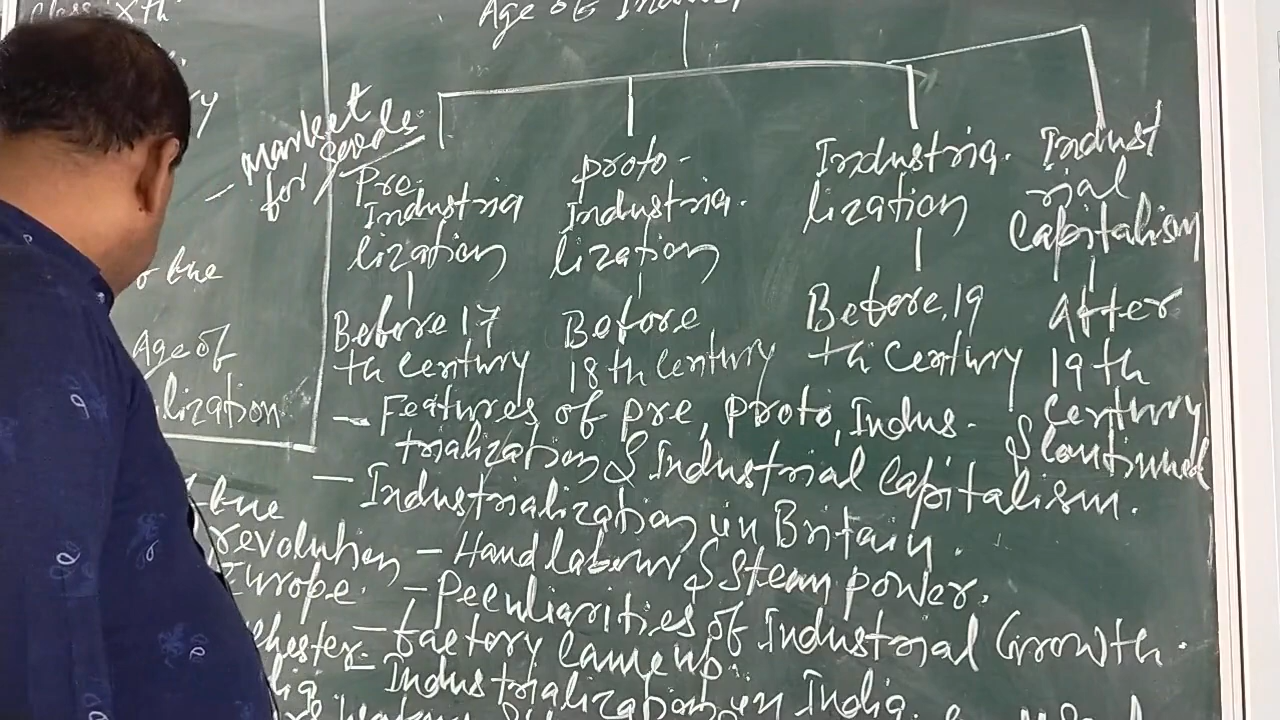 Class Xth
Age of
market
for goods.
Pre
Industria
lization
Before 17
th Century
proto-
Industria.
lization
Before
18th Century
Industria.
lization
Before, 19
th Century
Indust
rial
Capitalism
After
19th
Century
& Continued
Age of
lization
— Features of pre, proto, Indus-
trialization & Industrial Capitalism.
— Industrialization in Britain.
revolution
— Hand labour & Steam power.
Europe.
— Peculiarities of Industrial Growth.
— factory came up.
— Industrialization in India.